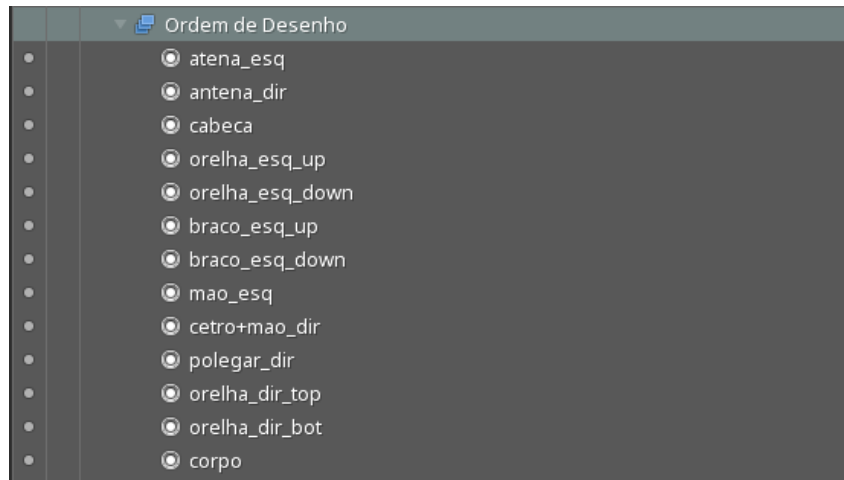 Ordem de Desenho
atena_esq
antena_dir
cabeca
orelha_esq_up
orelha_esq_down
braco_esq_up
braco_esq_down
mao_esq
cetro+mao_dir
polegar_dir
orelha_dir_top
orelha_dir_bot
corpo